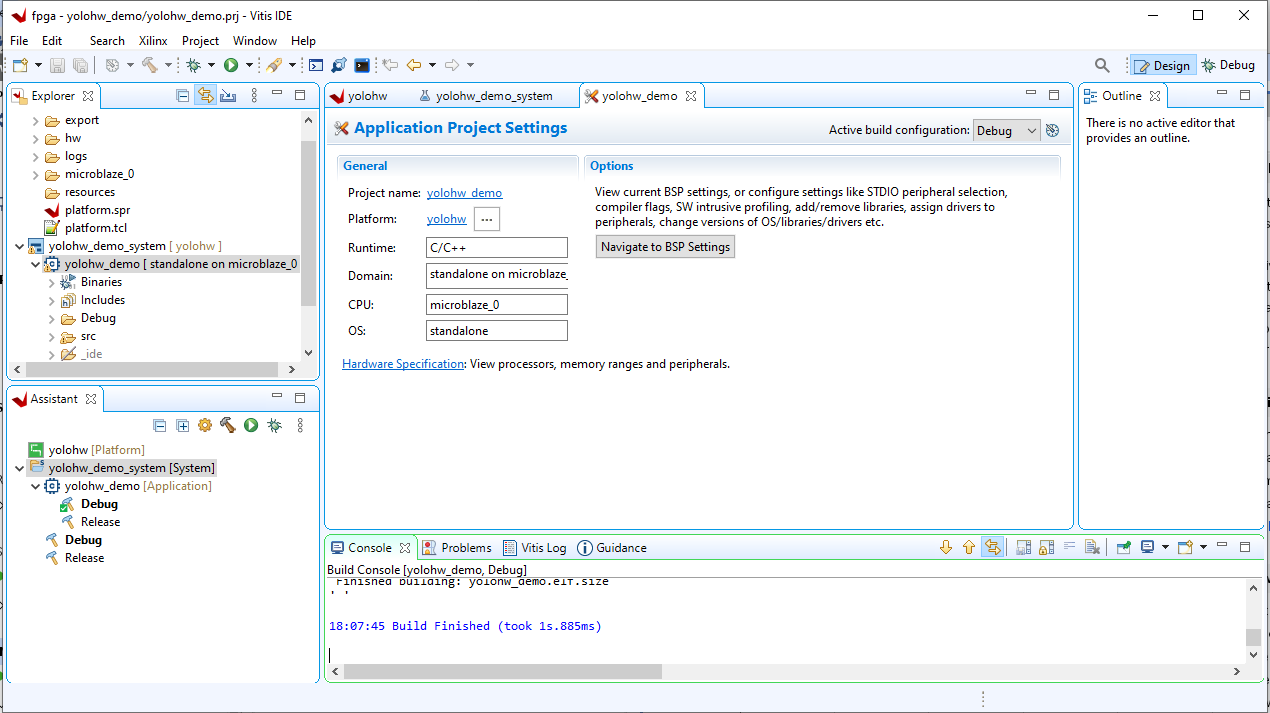 fpga - yolohw_demo/yolohw_demo.prj - Vitis IDE
File Edit Search Xilinx Project Window Help
Design Debug
Explorer
export
hw
logs
microblaze_0
resources
platform.spr
platform.tcl
yolohw_demo_system [ yolohw ]
yolohw_demo [ standalone on microblaze_0
Binaries
Includes
Debug
src
_ide
Assistant
yolohw [Platform]
yolohw_demo_system [System]
yolohw_demo [Application]
Debug
Release
Debug
Release
yolohw yolohw_demo_system yolohw_demo
Application Project Settings
Active build configuration: Debug
General
Project name: yolohw_demo
Platform: yolohw ...
Runtime: C/C++
Domain: standalone on microblaze_
CPU: microblaze_0
OS: standalone
Hardware Specification: View processors, memory ranges and peripherals.
Options
View current BSP settings, or configure settings like STDIO peripheral selection,
compiler flags, SW intrusive profiling, add/remove libraries, assign drivers to
peripherals, change versions of OS/libraries/drivers etc.
Navigate to BSP Settings
Outline
There is no active editor that
provides an outline.
Console Problems Vitis Log Guidance
Build Console [yolohw_demo, Debug]
Finished building: yolohw_demo.elf.size
' '
18:07:45 Build Finished (took 1s.885ms)